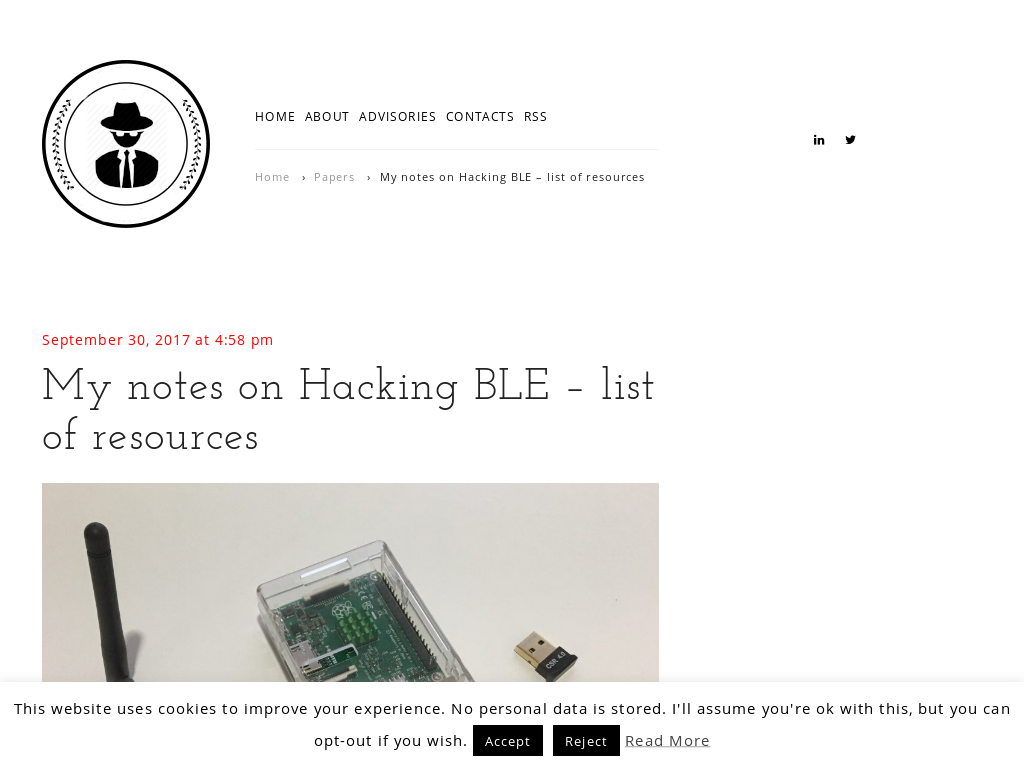 HOME ABOUT ADVISORIES CONTACTS RSS
Home › Papers › My notes on Hacking BLE – list of resources
September 30, 2017 at 4:58 pm
My notes on Hacking BLE – list
of resources
CSR 4.0
This website uses cookies to improve your experience. No personal data is stored. I'll assume you're ok with this, but you can
opt-out if you wish. Accept Reject Read More